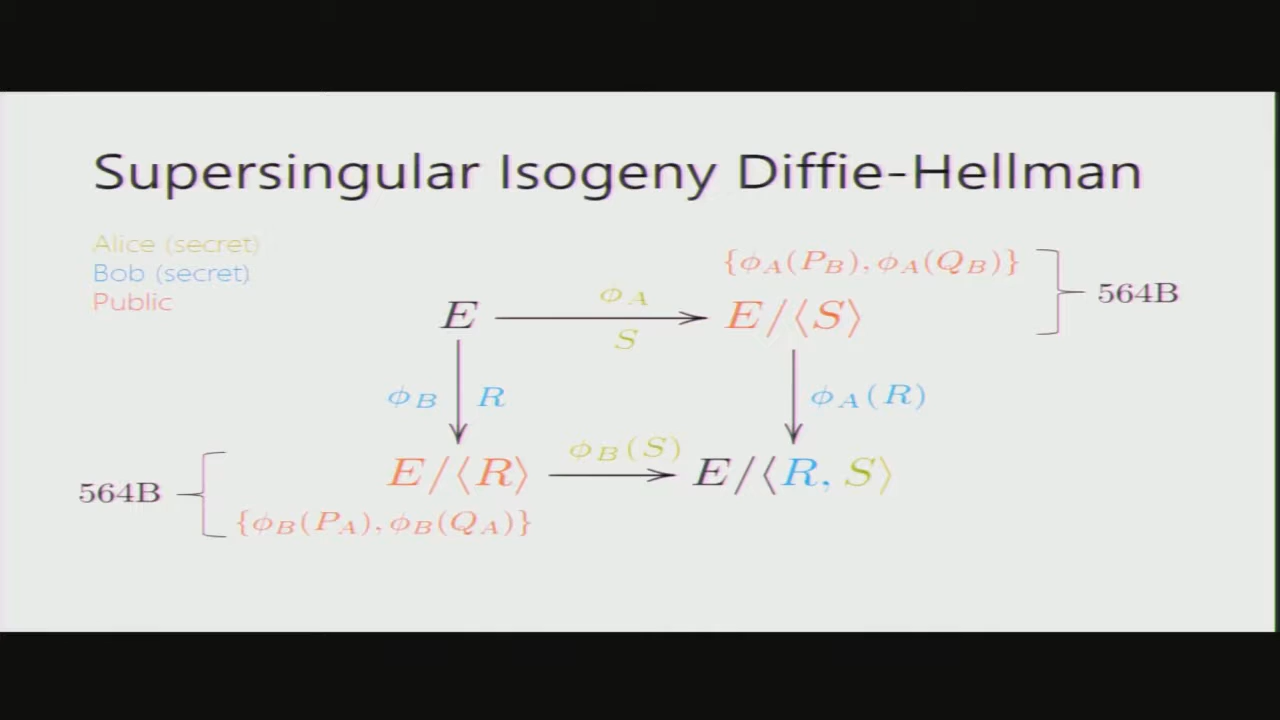 Supersingular Isogeny Diffie-Hellman
Alice (secret)
Bob (secret)
Public
{ϕ_A(P_B), ϕ_A(Q_B)}
564B
ϕ_A
E
E/⟨S⟩
S
ϕ_B
R
ϕ_A(R)
ϕ_B(S)
E/⟨R⟩
E/⟨R, S⟩
564B
{ϕ_B(P_A), ϕ_B(Q_A)}